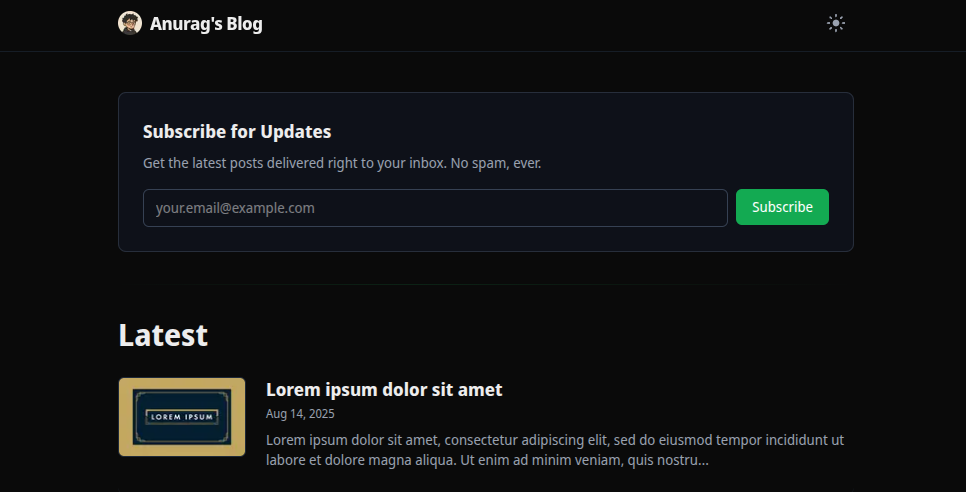 Anurag's Blog
Subscribe for Updates
Get the latest posts delivered right to your inbox. No spam, ever.
your.email@example.com
Subscribe
Latest
LOREM IPSUM
Lorem ipsum dolor sit amet
Aug 14, 2025
Lorem ipsum dolor sit amet, consectetur adipiscing elit, sed do eiusmod tempor incididunt ut
labore et dolore magna aliqua. Ut enim ad minim veniam, quis nostru...